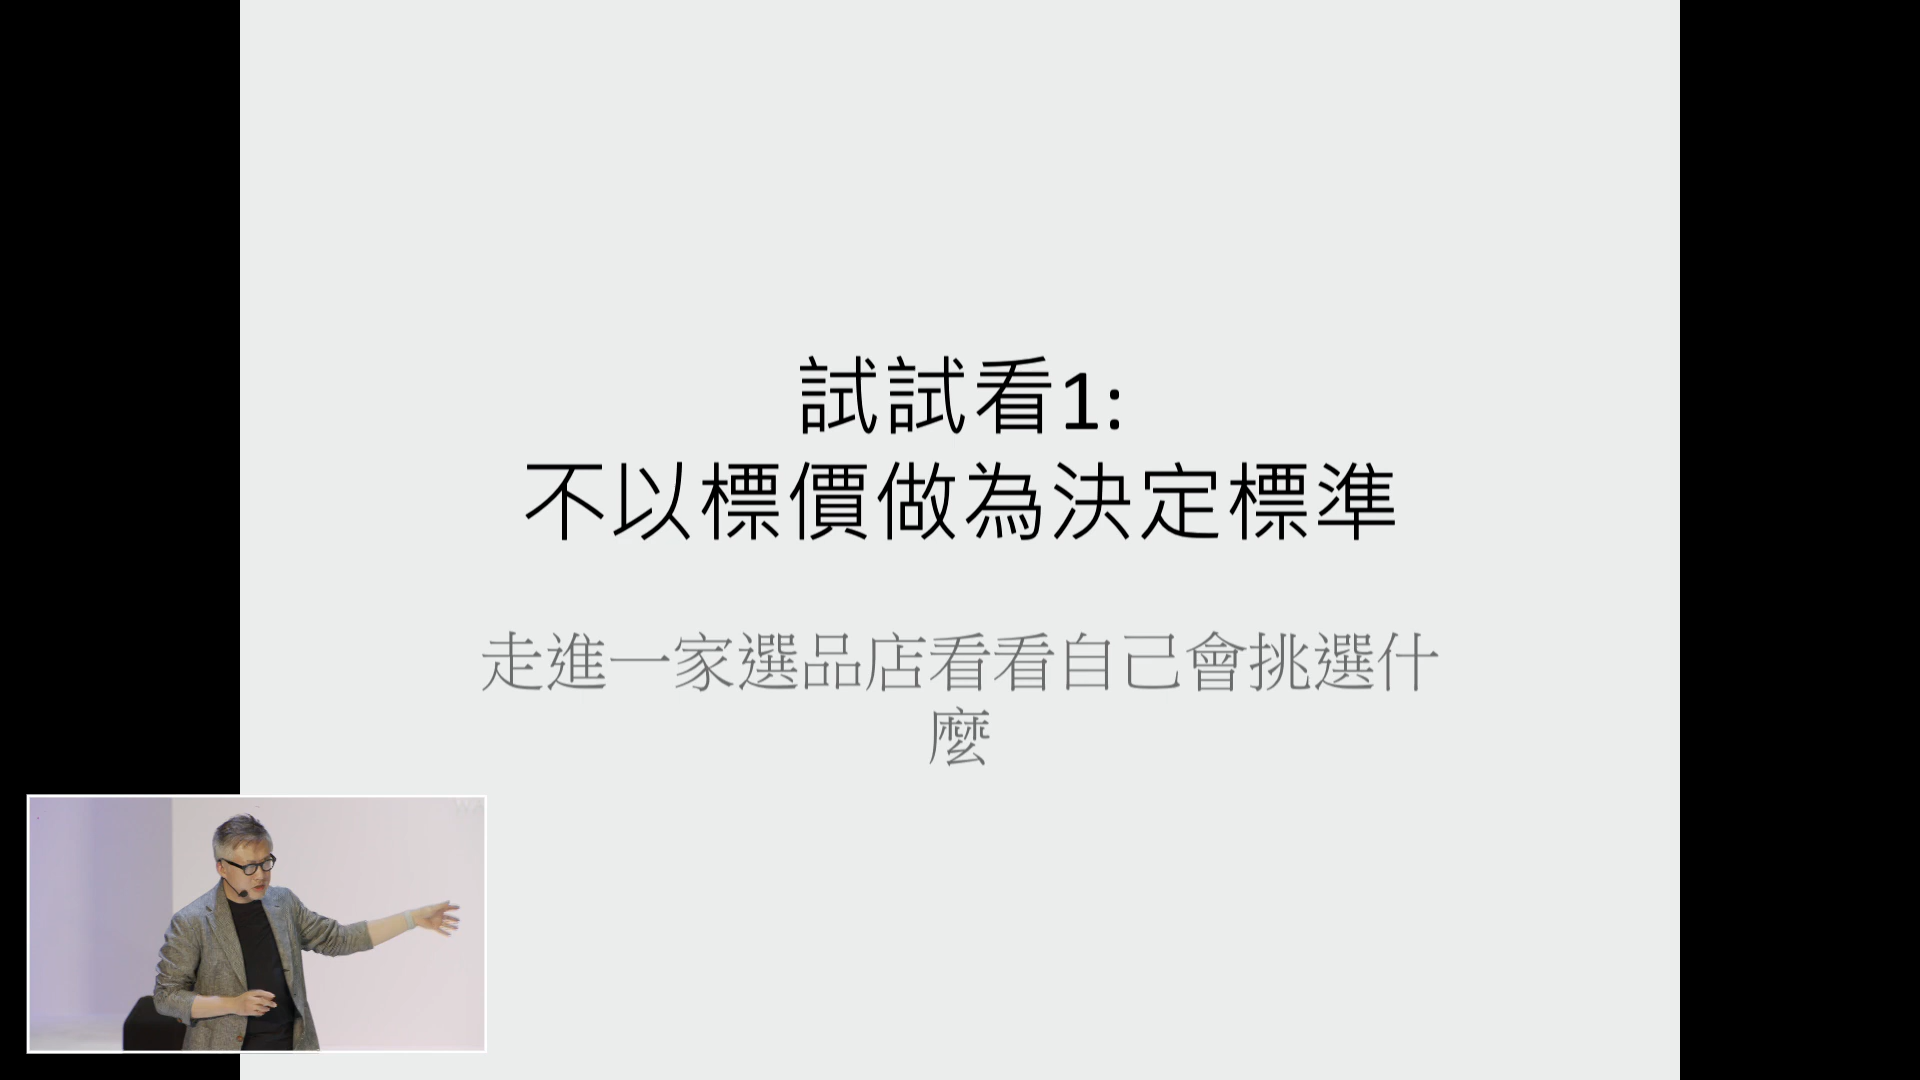 試試看1:
不以標價做為決定標準
走進一家選品店看看自己會挑選什
麼